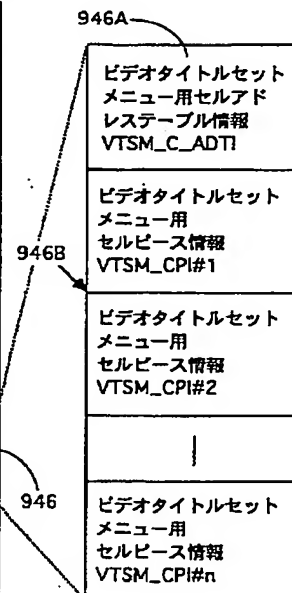 946A
ビデオタイトルセット
メニュー用セルアド
レステーブル情報
VTSM_C_ADTI
ビデオタイトルセット
メニュー用
セルピース情報
VTSM_CPI#1
946B
ビデオタイトルセット
メニュー用
セルピース情報
VTSM_CPI#2
946
ビデオタイトルセット
メニュー用
セルピース情報
VTSM_CPI#n